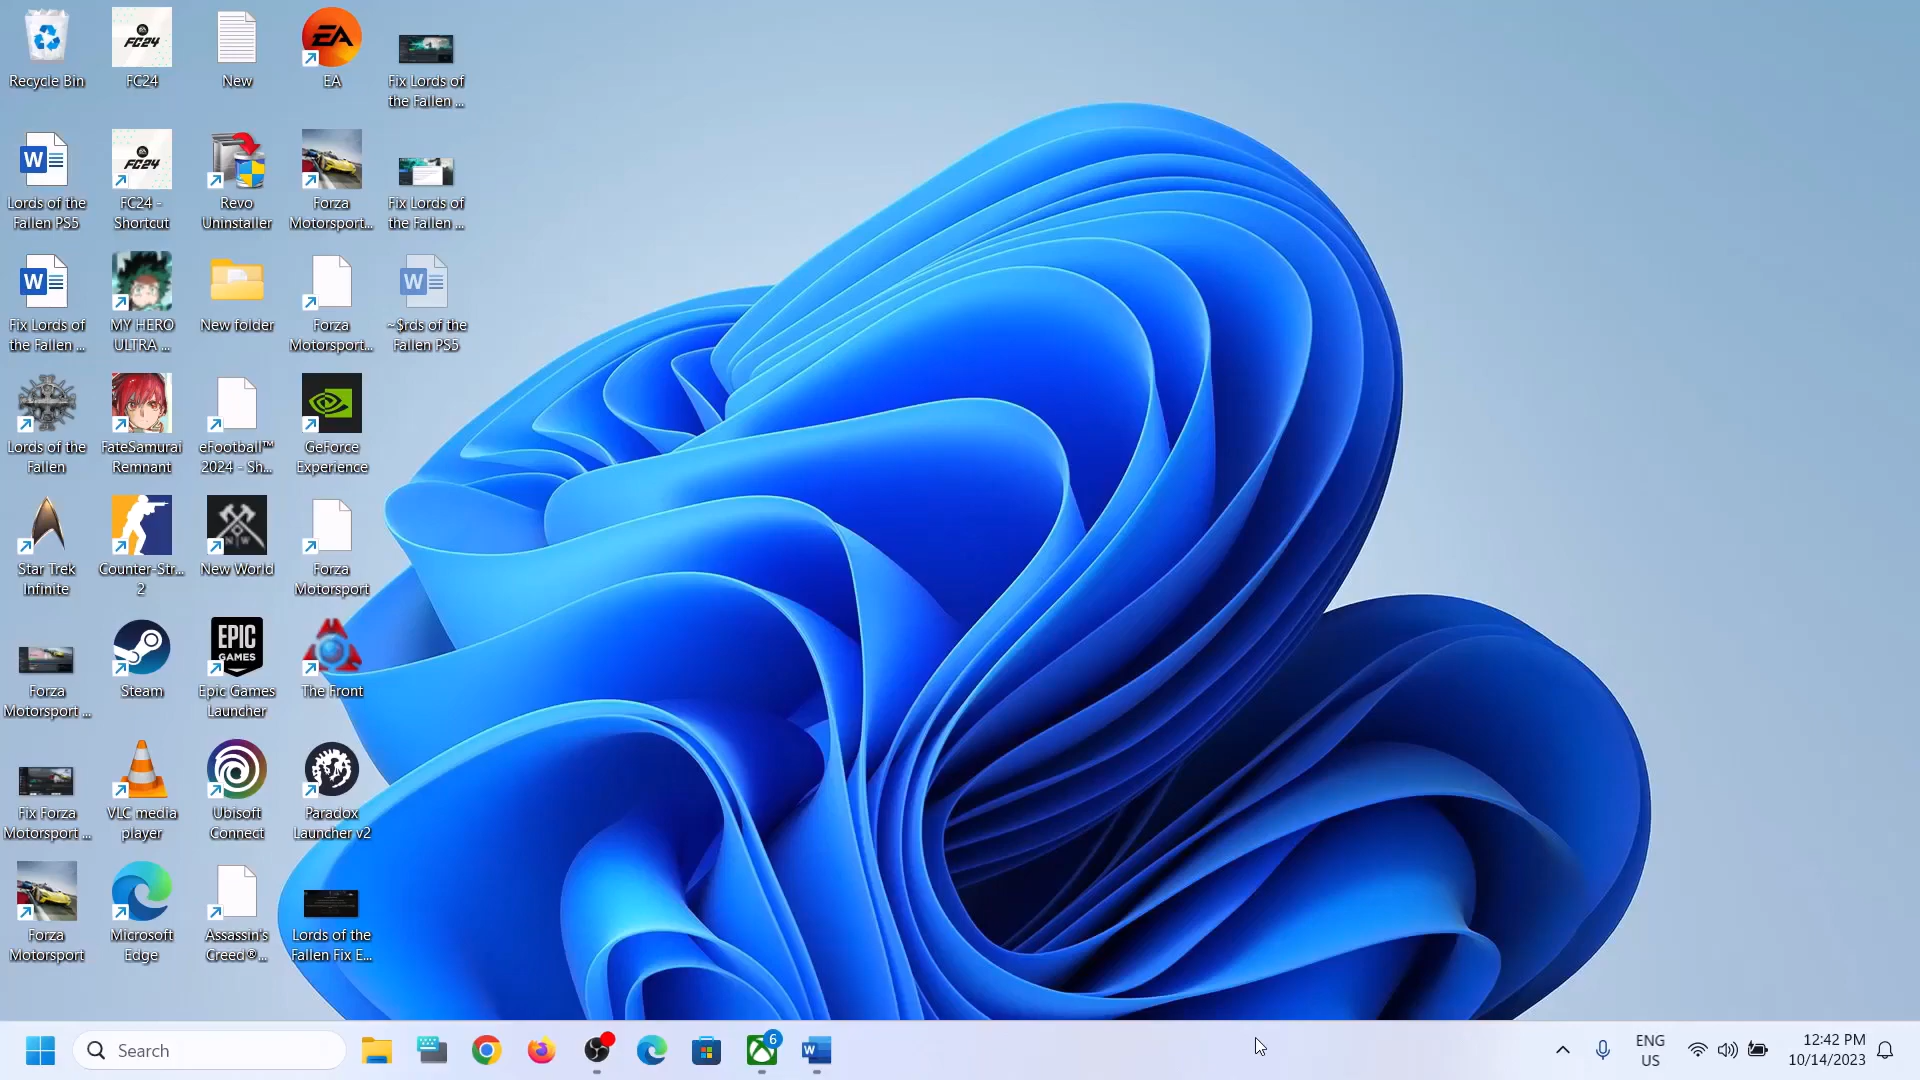 Recycle Bin
FC24
FC24
New
EA
EA
Fix Lords of
the Fallen ...
W
Lords of the
Fallen PS5
FC24
FC24 -
Shortcut
Revo
Uninstaller
Forza
Motorsport...
Fix Lords of
the Fallen ...
W
Fix Lords of
the Fallen ...
MY HERO
ULTRA ...
New folder
Forza
Motorsport...
W
~$rds of the
Fallen PS5
Lords of the
Fallen
FateSamurai
Remnant
eFootball™
2024 - Sh...
GeForce
Experience
Star Trek
Infinite
Counter-Str...
2
N W
New World
Forza
Motorsport
Forza
Motorsport ...
Steam
EPIC
GAMES
Epic Games
Launcher
The Front
Fix Forza
Motorsport ...
VLC media
player
Ubisoft
Connect
Paradox
Launcher v2
Forza
Motorsport
Microsoft
Edge
Assassin's
Creed®...
Lords of the
Fallen Fix E...
Search
6
W
ENG
US
12:42 PM
10/14/2023